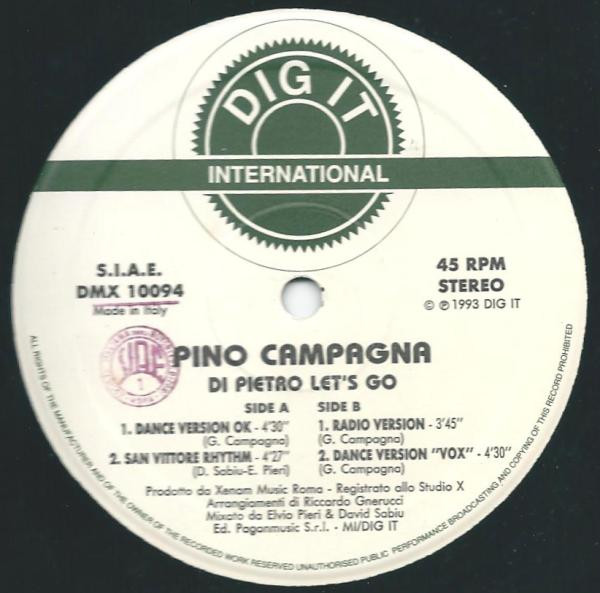 DIG IT
INTERNATIONAL
S.I.A.E.
DMX 10094
Made in Italy
45 RPM
STEREO
© ℗ 1993 DIG IT
PINO CAMPAGNA
DI PIETRO LET'S GO
SIDE A
1. DANCE VERSION OK - 4'30"
(G. Campagna)
2. SAN VITTORE RHYTHM - 4'27"
(D. Sabiu-E. Pieri)
SIDE B
1. RADIO VERSION - 3'45"
(G. Campagna)
2. DANCE VERSION "VOX" - 4'30"
(G. Campagna)
Prodotto da Xenam Music Roma - Registrato allo Studio X
Arrangiamenti di Riccardo Gnerucci
Mixato da Elvio Pieri & David Sabiu
Ed. Paganmusic S.r.l. - MI/DIG IT
ALL RIGHTS OF THE MANUFACTURER AND OF THE OWNER OF THE RECORDED WORK RESERVED UNAUTHORISED PUBLIC PERFORMANCE BROADCASTING AND COPYING OF THIS RECORD PROHIBITED